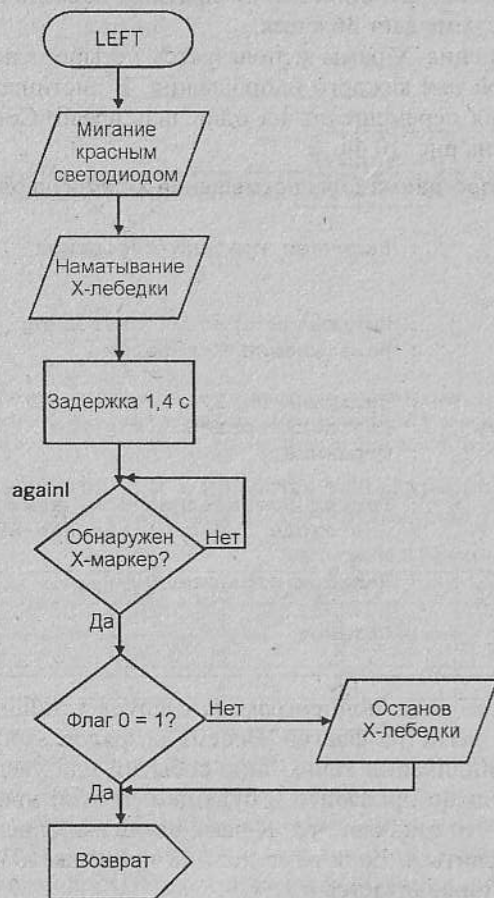 LEFT
Мигание
красным
светодиодом
Наматывание
Х-лебедки
Задержка 1,4 с
againl
Обнаружен
Х-маркер?
Нет
Да
Флаг 0 = 1?
Нет
Останов
Х-лебедки
Да
Возврат